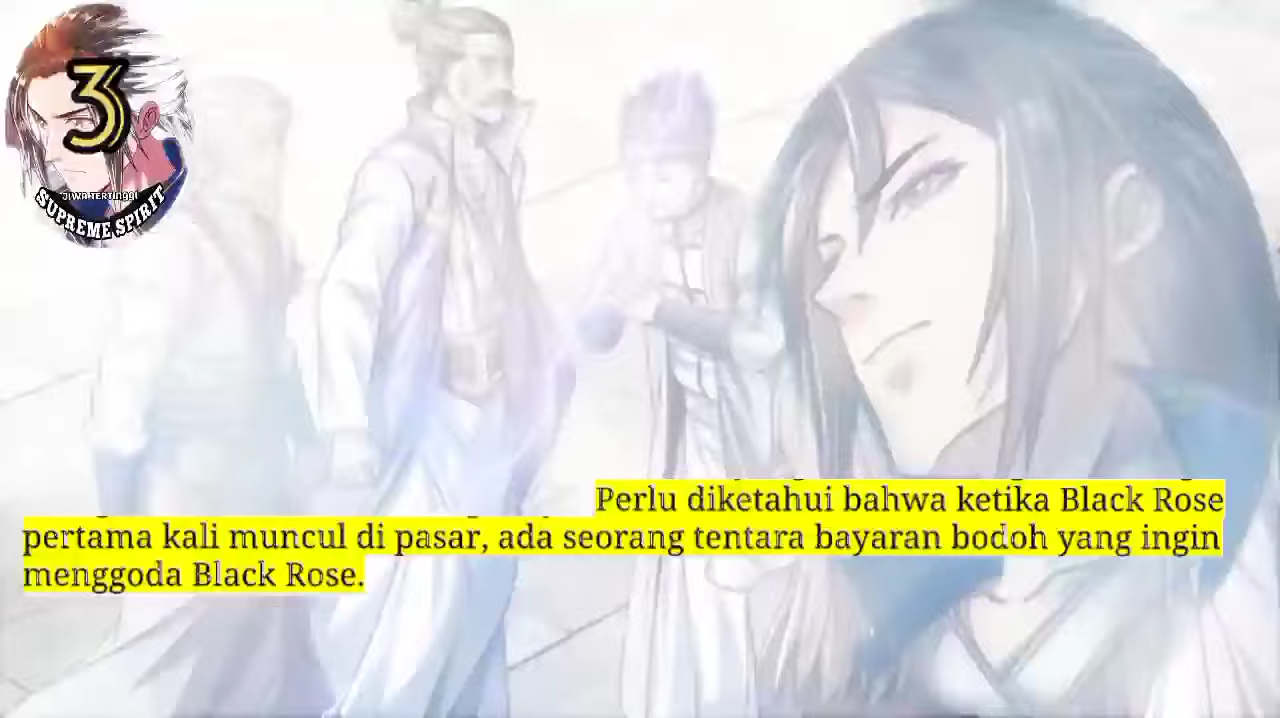 3
JIWA TERTINGGI
SUPREME SPIRIT
Perlu diketahui bahwa ketika Black Rose
pertama kali muncul di pasar, ada seorang tentara bayaran bodoh yang ingin
menggoda Black Rose.